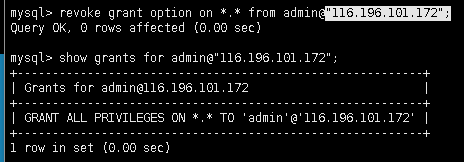 mysql> revoke grant option on *.* from admin@"116.196.101.172";
Query OK, 0 rows affected (0.00 sec)
mysql> show grants for admin@"116.196.101.172";
+-----------------------------------------------------+
| Grants for admin@116.196.101.172                    |
+-----------------------------------------------------+
| GRANT ALL PRIVILEGES ON *.* TO 'admin'@'116.196.101.172' |
+-----------------------------------------------------+
1 row in set (0.00 sec)